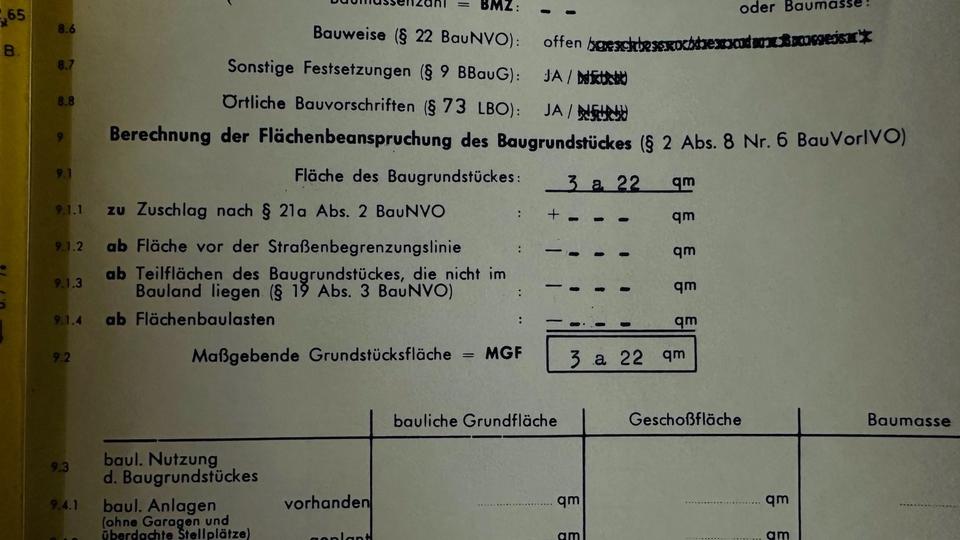 Baumassenzahl = BMZ: – – oder Baumasse:
65
B.
8.6 Bauweise (§ 22 BauNVO): offen /
8.7 Sonstige Festsetzungen (§ 9 BBauG): JA / NEIN
8.8 Örtliche Bauvorschriften (§ 73 LBO): JA / NEIN
9 Berechnung der Flächenbeanspruchung des Baugrundstückes (§ 2 Abs. 8 Nr. 6 BauVorlVO)
9.1 Fläche des Baugrundstückes: 3 a 22 qm
9.1.1 zu Zuschlag nach § 21a Abs. 2 BauNVO : + – – – qm
9.1.2 ab Fläche vor der Straßenbegrenzungslinie : — – – – qm
9.1.3 ab Teilflächen des Baugrundstückes, die nicht im
Bauland liegen (§ 19 Abs. 3 BauNVO) : — – – – qm
9.1.4 ab Flächenbaulasten : — – – – qm
9.2 Maßgebende Grundstücksfläche = MGF 3 a 22 qm
bauliche Grundfläche Geschoßfläche Baumasse
9.3 baul. Nutzung
d. Baugrundstückes
9.4.1 baul. Anlagen vorhanden qm qm
(ohne Garagen und
überdachte Stellplätze) geplant qm qm